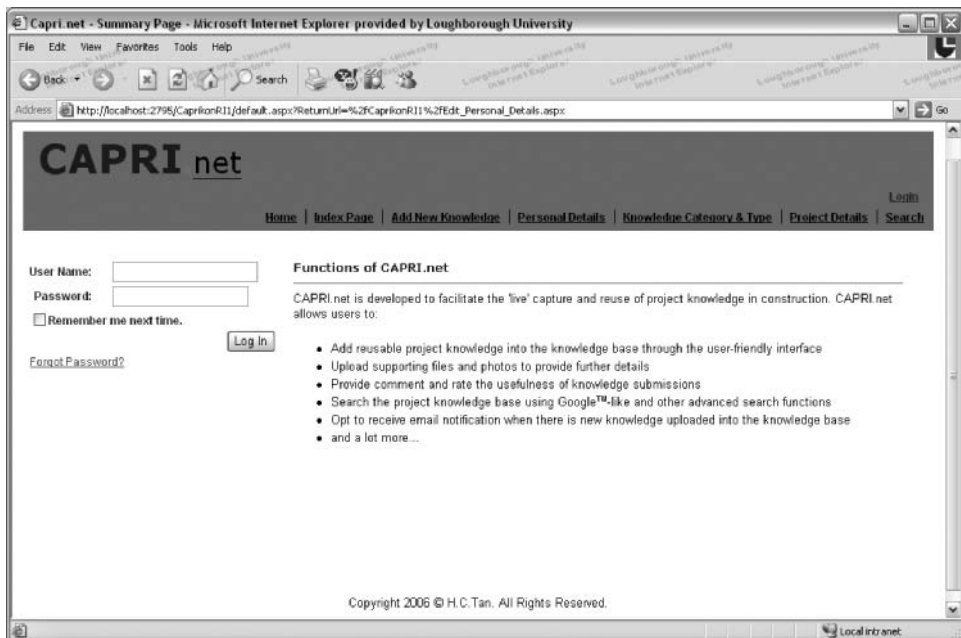 Capri.net - Summary Page - Microsoft Internet Explorer provided by Loughborough University
File Edit View Favorites Tools Help
Back Search
Address http://localhost:2795/CaprikonRI1/default.aspx?ReturnUrl=%2fCaprikonRI1%2fEdit_Personal_Details.aspx Go
CAPRI net
Login
Home | Index Page | Add New Knowledge | Personal Details | Knowledge Category & Type | Project Details | Search
User Name:
Password:
Remember me next time.
Log In
Forgot Password?
Functions of CAPRI.net
CAPRI.net is developed to facilitate the 'live' capture and reuse of project knowledge in construction. CAPRI.net
allows users to:
• Add reusable project knowledge into the knowledge base through the user-friendly interface
• Upload supporting files and photos to provide further details
• Provide comment and rate the usefulness of knowledge submissions
• Search the project knowledge base using Google™-like and other advanced search functions
• Opt to receive email notification when there is new knowledge uploaded into the knowledge base
• and a lot more...
Copyright 2006 © H.C.Tan. All Rights Reserved.
Local intranet